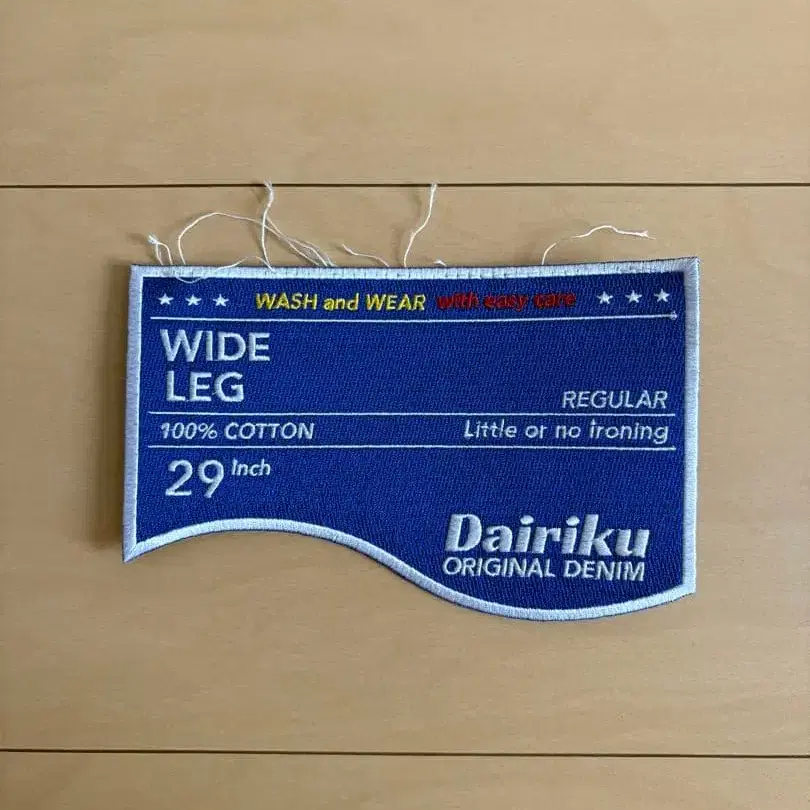 WASH and WEAR with easy care
WIDE
LEG
REGULAR
100% COTTON Little or no ironing
29 Inch
Dairiku
ORIGINAL DENIM